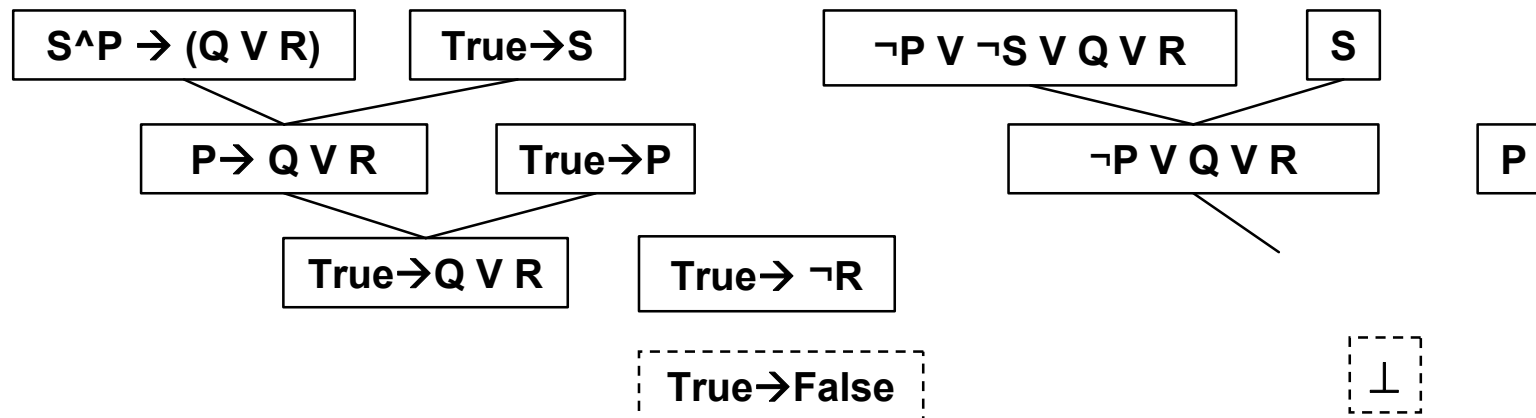 S^P → (Q V R) True→S ¬P V ¬S V Q V R S
P→ Q V R True→P ¬P V Q V R P
True→Q V R True→ ¬R
True→False ⊥